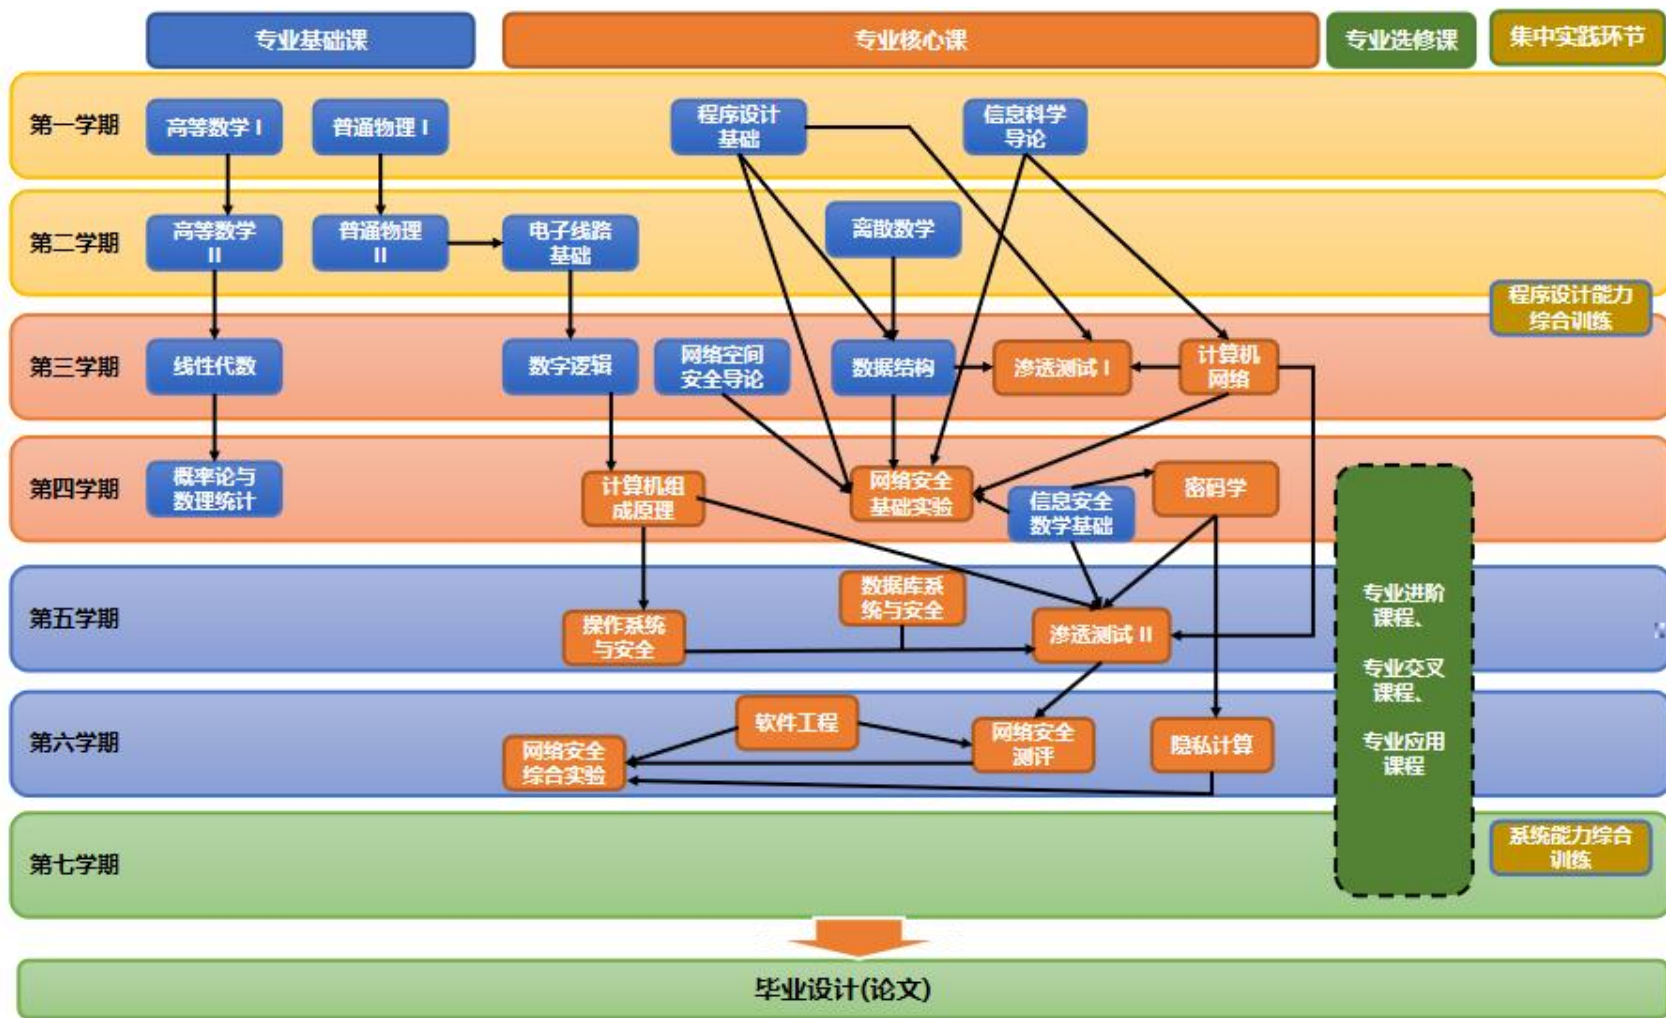 专业基础课
专业核心课
专业选修课
集中实践环节
第一学期
高等数学 I
普通物理 I
程序设计
基础
信息科学
导论
第二学期
高等数学
II
普通物理
II
电子线路
基础
离散数学
程序设计能力
综合训练
第三学期
线性代数
数字逻辑
网络空间
安全导论
数据结构
渗透测试 I
计算机
网络
第四学期
概率论与
数理统计
计算机组
成原理
网络安全
基础实验
信息安全
数学基础
密码学
第五学期
操作系统
与安全
数据库系
统与安全
渗透测试 II
专业进阶
课程、
专业交叉
课程、
专业应用
课程
第六学期
网络安全
综合实验
软件工程
网络安全
测评
隐私计算
第七学期
系统能力综合
训练
毕业设计(论文)